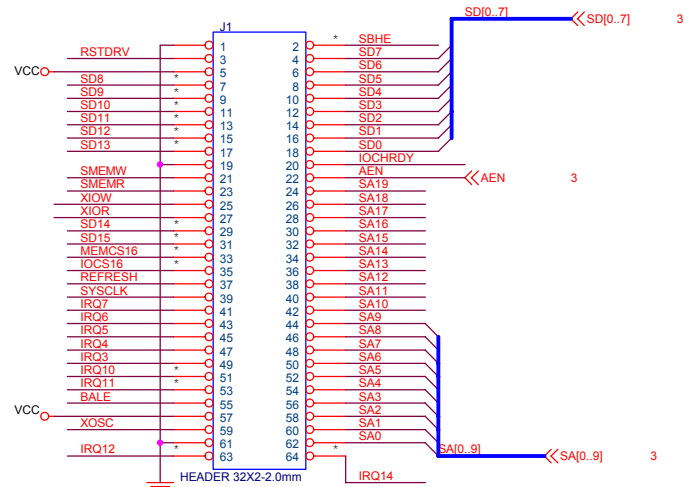 SD[0..7]
SD[0..7] 3
J1
1 2 * SBHE
RSTDRV 3 4 SD7
VCC 5 6 SD6
SD8 * 7 8 SD5
SD9 * 9 10 SD4
SD10 * 11 12 SD3
SD11 * 13 14 SD2
SD12 * 15 16 SD1
SD13 * 17 18 SD0
19 20 IOCHRDY
SMEMW 21 22 AEN AEN 3
SMEMR 23 24 SA19
XIOW 25 26 SA18
XIOR 27 28 SA17
SD14 * 29 30 SA16
SD15 * 31 32 SA15
MEMCS16 * 33 34 SA14
IOCS16 * 35 36 SA13
REFRESH 37 38 SA12
SYSCLK 39 40 SA11
IRQ7 41 42 SA10
IRQ6 43 44 SA9
IRQ5 45 46 SA8
IRQ4 47 48 SA7
IRQ3 49 50 SA6
IRQ10 * 51 52 SA5
IRQ11 * 53 54 SA4
BALE 55 56 SA3
VCC 57 58 SA2
XOSC 59 60 SA1
61 62 SA0
IRQ12 * 63 64 * SA[0..9] SA[0..9] 3
HEADER 32X2-2.0mm IRQ14